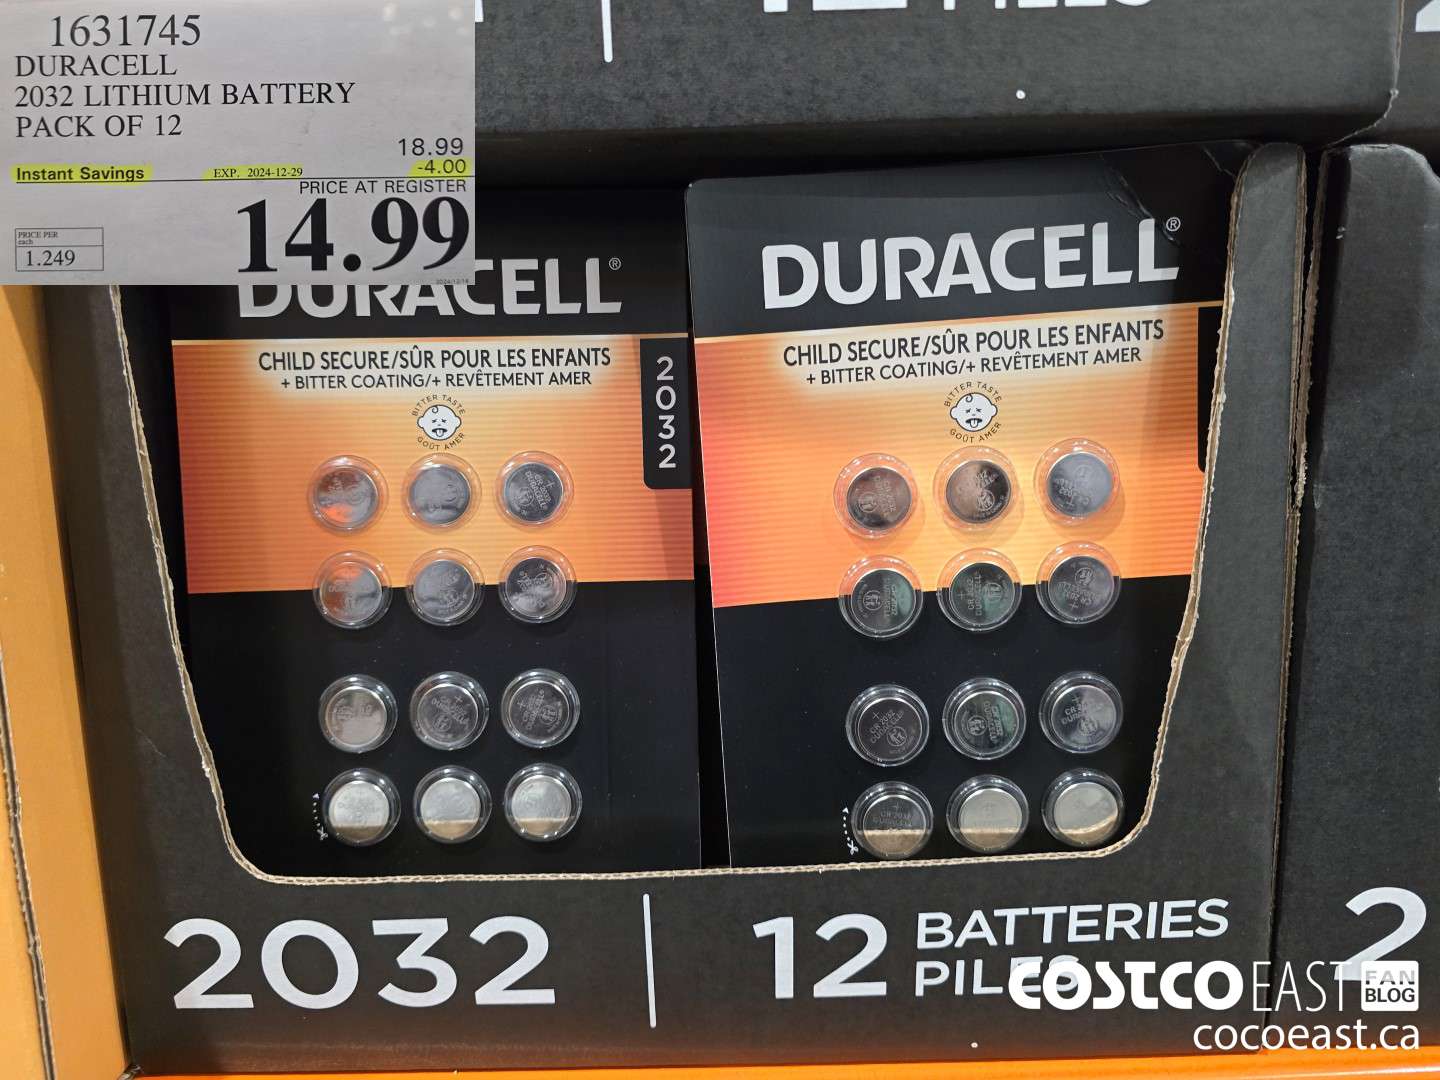 1631745
DURACELL
2032 LITHIUM BATTERY
PACK OF 12
18.99
Instant Savings EXP. 2024-12-29 -4.00
PRICE AT REGISTER
14.99
PRICE PER
each
1.249
DURACELL®
CHILD SECURE/SÛR POUR LES ENFANTS
+ BITTER COATING/+ REVÊTEMENT AMER
BITTER TASTE
GOÛT AMER
2032
DURACELL®
CHILD SECURE/SÛR POUR LES ENFANTS
+ BITTER COATING/+ REVÊTEMENT AMER
BITTER TASTE
GOÛT AMER
2032
12 BATTERIES
PILES
2
COSTCO EAST FAN BLOG
cocoeast.ca